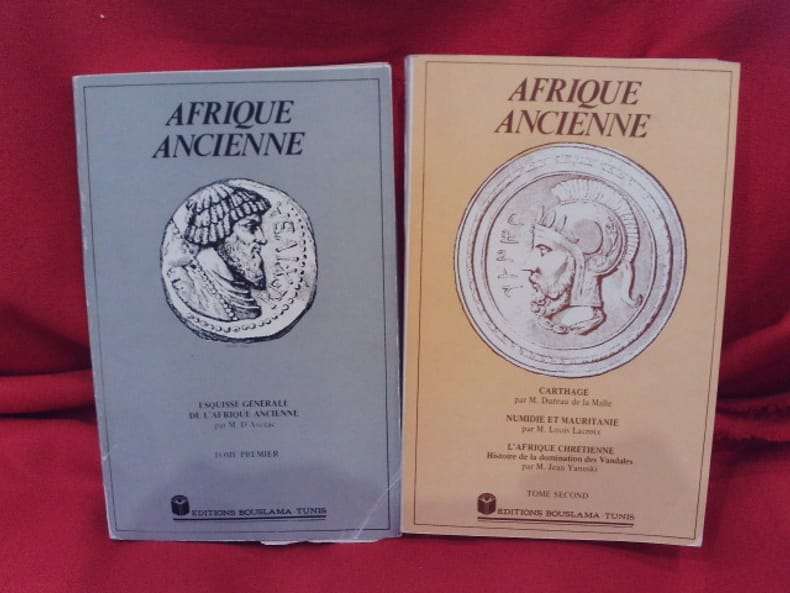 AFRIQUE
ANCIENNE
ESQUISSE GENERALE
DE L'AFRIQUE ANCIENNE
par M. D'Avezac
TOME PREMIER
EDITIONS BOUSLAMA - TUNIS
AFRIQUE
ANCIENNE
CARTHAGE
par M. Dureau de la Malle
NUMIDIE ET MAURITANIE
par M. Louis Lacroix
L'AFRIQUE CHRETIENNE
Histoire de la domination des Vandales
par M. Jean Yanoski
TOME SECOND
EDITIONS BOUSLAMA - TUNIS